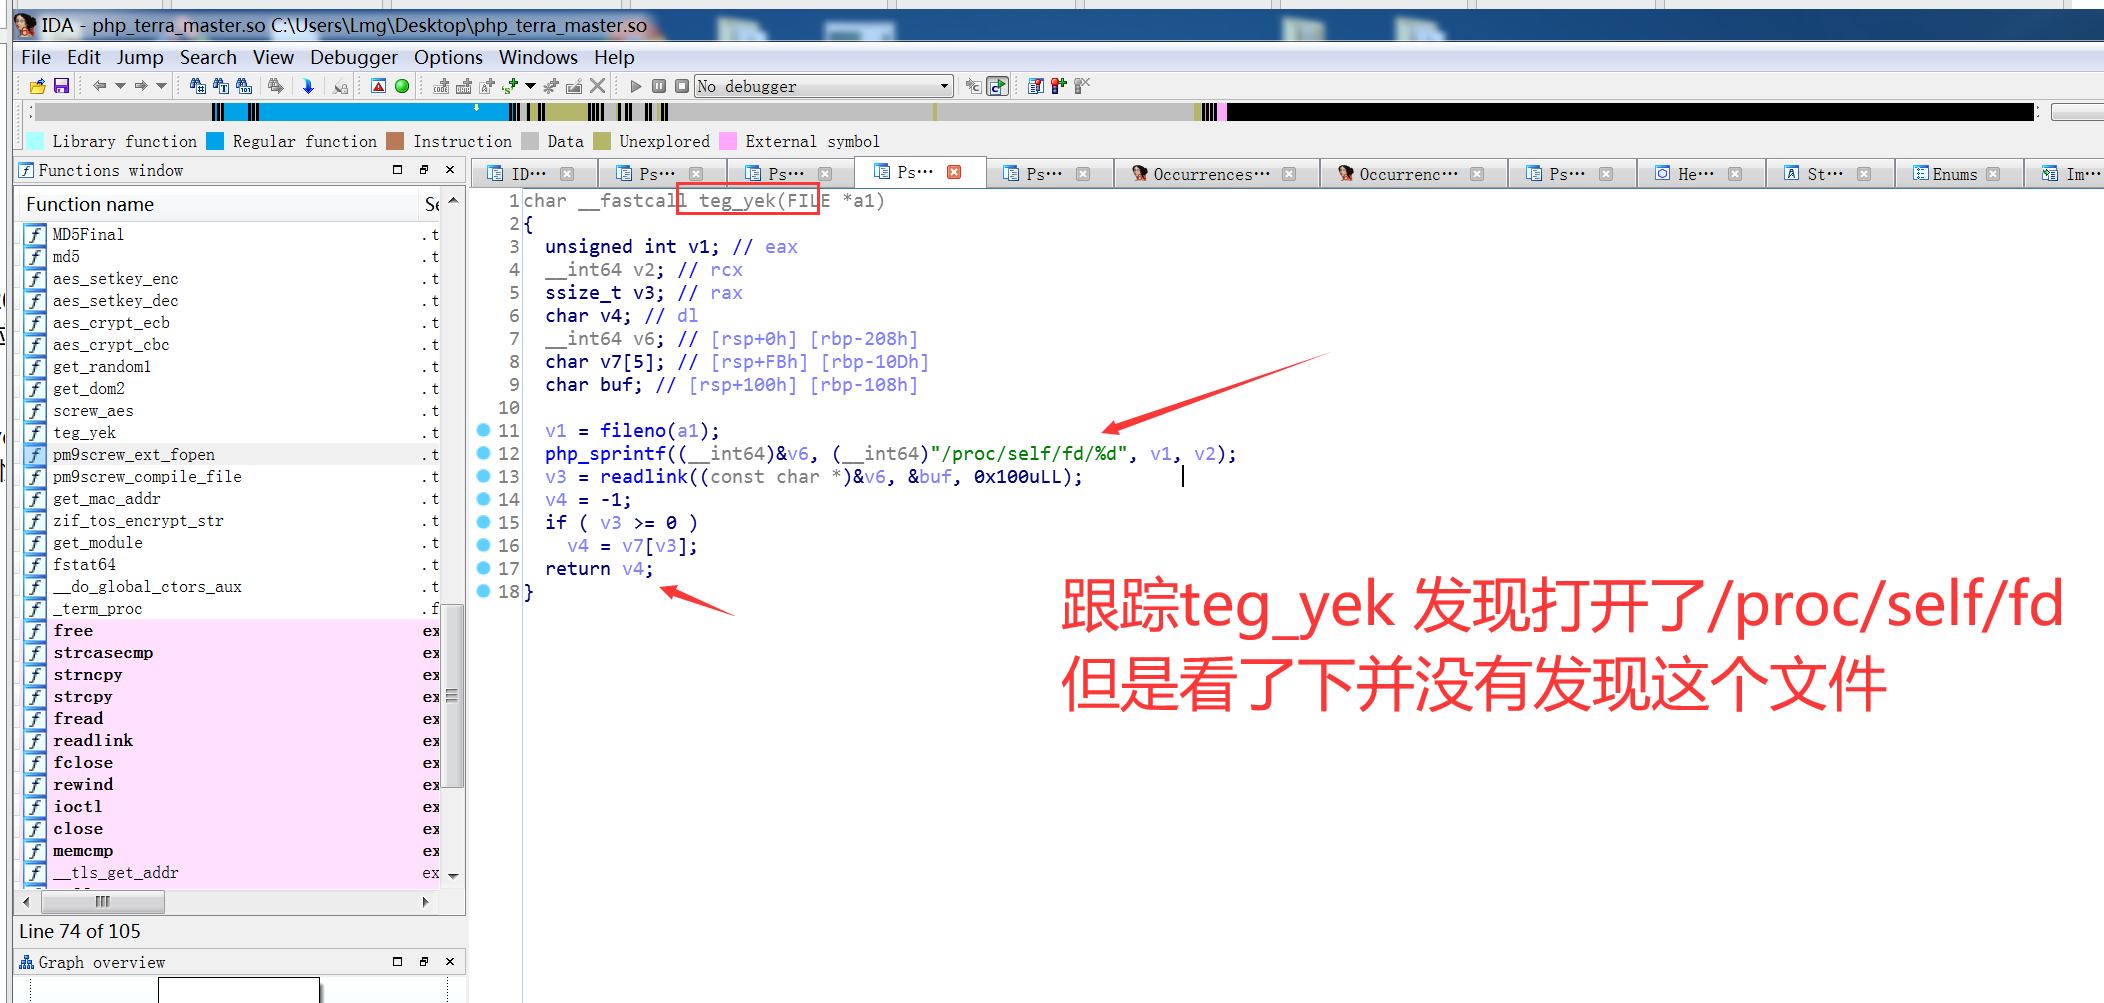 IDA - php_terra_master.so C:\Users\Lmg\Desktop\php_terra_master.so
File Edit Jump Search View Debugger Options Windows Help
No debugger
Library function Regular function Instruction Data Unexplored External symbol
Functions window
ID··· Ps··· Ps··· Ps··· Ps··· Occurrences··· Occurrenc··· Ps··· He··· St··· Enums Im···
Function name Se
MD5Final .t
md5 .t
aes_setkey_enc .t
aes_setkey_dec .t
aes_crypt_ecb .t
aes_crypt_cbc .t
get_random1 .t
get_dom2 .t
screw_aes .t
teg_yek .t
pm9screw_ext_fopen .t
pm9screw_compile_file .t
get_mac_addr .t
zif_tos_encrypt_str .t
get_module .t
fstat64 .t
__do_global_ctors_aux .t
_term_proc .f
free ex
strcasecmp ex
strncpy ex
strcpy ex
fread ex
readlink ex
fclose ex
rewind ex
ioctl ex
close ex
memcmp ex
__tls_get_addr ex
Line 74 of 105
Graph overview
1 char __fastcall teg_yek(FILE *a1)
2 {
3 unsigned int v1; // eax
4 __int64 v2; // rcx
5 ssize_t v3; // rax
6 char v4; // dl
7 __int64 v6; // [rsp+0h] [rbp-208h]
8 char v7[5]; // [rsp+FBh] [rbp-10Dh]
9 char buf; // [rsp+100h] [rbp-108h]
10
11 v1 = fileno(a1);
12 php_sprintf((__int64)&v6, (__int64)"/proc/self/fd/%d", v1, v2);
13 v3 = readlink((const char *)&v6, &buf, 0x100uLL);
14 v4 = -1;
15 if ( v3 >= 0 )
16 v4 = v7[v3];
17 return v4;
18 }
跟踪teg_yek 发现打开了/proc/self/fd
但是看了下并没有发现这个文件